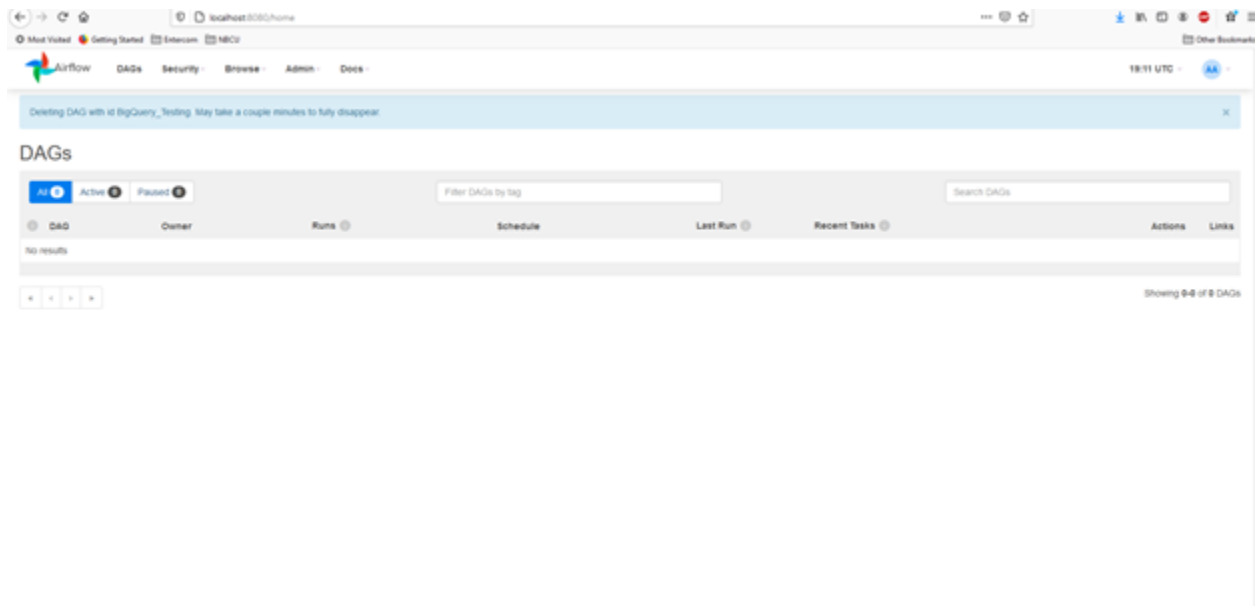 localhost:8080/home
Most Visited Getting Started Entercom NBCU Other Bookmarks
Airflow DAGs Security Browse Admin Docs 19:11 UTC AA
Deleting DAG with id BigQuery_Testing. May take a couple minutes to fully disappear. ×
DAGs
All 0 Active 0 Paused 0 Filter DAGs by tag Search DAGs
DAG Owner Runs Schedule Last Run Recent Tasks Actions Links
No results
« ‹ › » Showing 0-0 of 0 DAGs